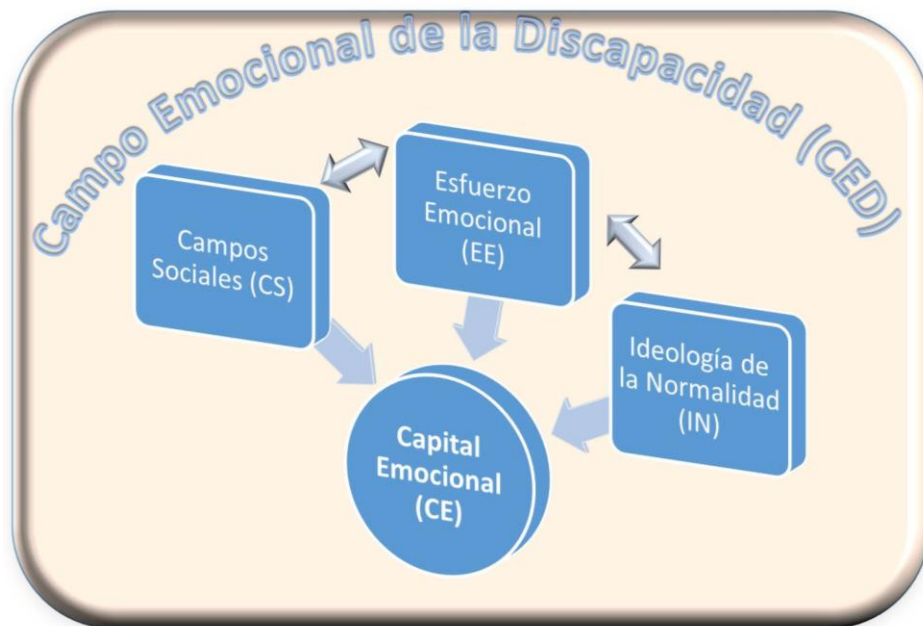 Campo Emocional de la Discapacidad (CED)
Campos
Sociales (CS)
Esfuerzo
Emocional
(EE)
Ideología de
la Normalidad
(IN)
Capital
Emocional
(CE)